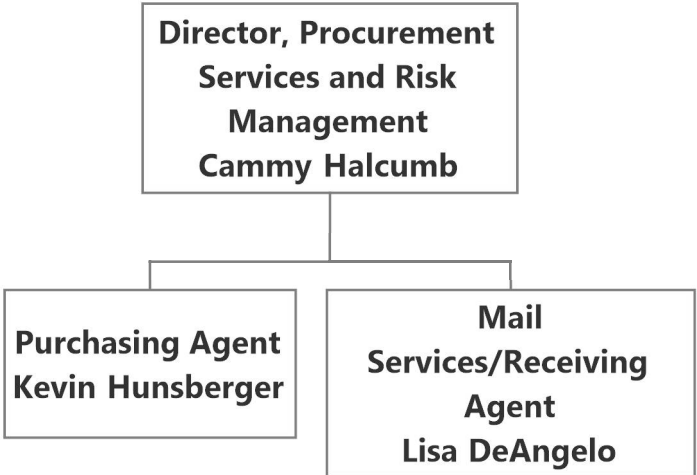 Director, Procurement
Services and Risk
Management
Cammy Halcumb
Purchasing Agent
Kevin Hunsberger
Mail
Services/Receiving
Agent
Lisa DeAngelo